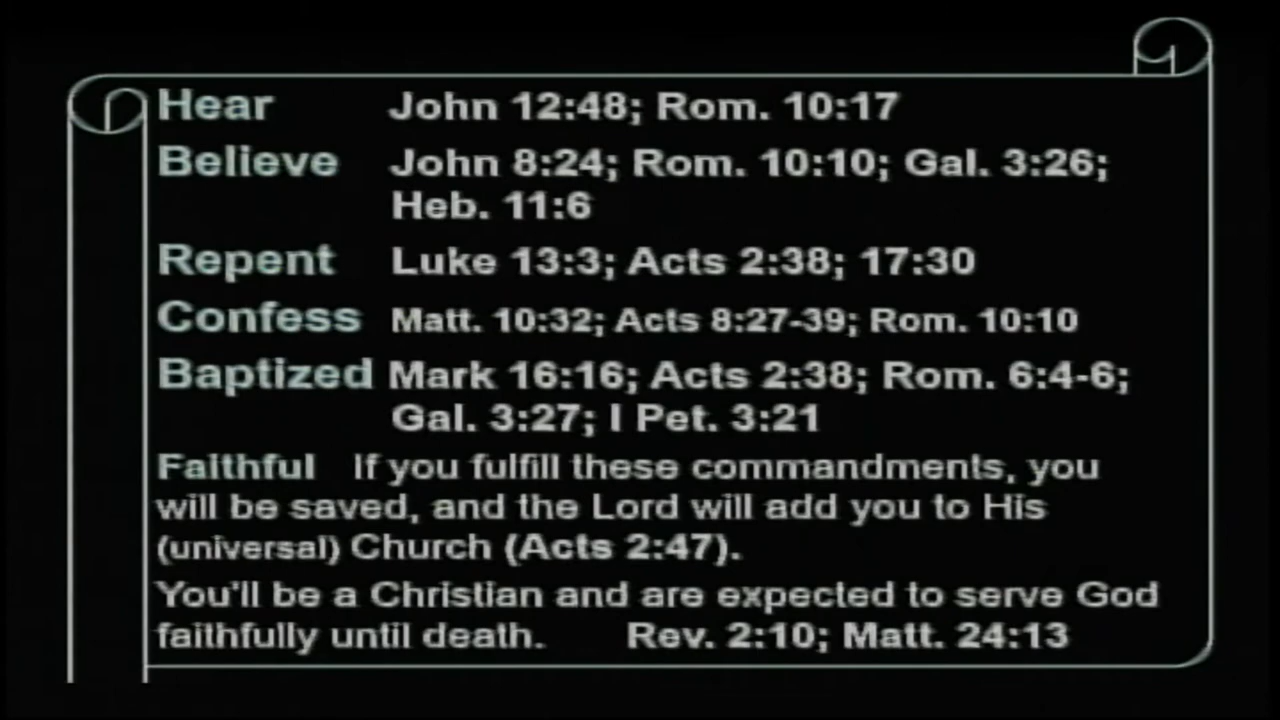 Hear John 12:48; Rom. 10:17
Believe John 8:24; Rom. 10:10; Gal. 3:26;
Heb. 11:6
Repent Luke 13:3; Acts 2:38; 17:30
Confess Matt. 10:32; Acts 8:27-39; Rom. 10:10
Baptized Mark 16:16; Acts 2:38; Rom. 6:4-6;
Gal. 3:27; I Pet. 3:21
Faithful If you fulfill these commandments, you
will be saved, and the Lord will add you to His
(universal) Church (Acts 2:47).
You'll be a Christian and are expected to serve God
faithfully until death. Rev. 2:10; Matt. 24:13